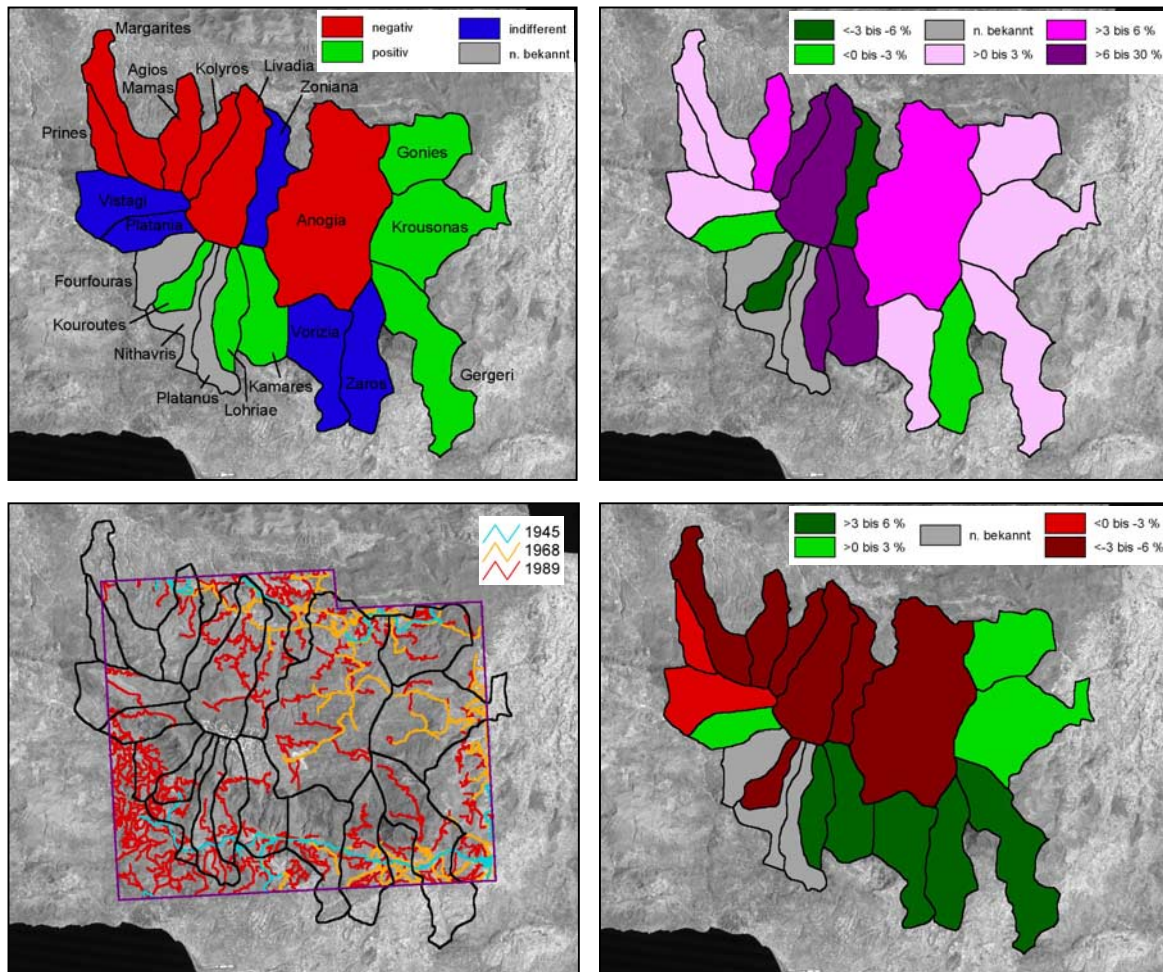 Margarites
negativ
indifferent
positiv
n. bekannt
Agios
Mamas
Kolyros
Livadia
Zoniana
Prines
Gonies
Vistagi
Platania
Anogia
Krousonas
Fourfouras
Kouroutes
Nithavris
Vorizia
Platanus
Lohriae
Kamares
Zaros
Gergeri
<-3 bis -6 %
n. bekannt
>3 bis 6 %
<0 bis -3 %
>0 bis 3 %
>6 bis 30 %
1945
1968
1989
>3 bis 6 %
n. bekannt
<0 bis -3 %
>0 bis 3 %
<-3 bis -6 %